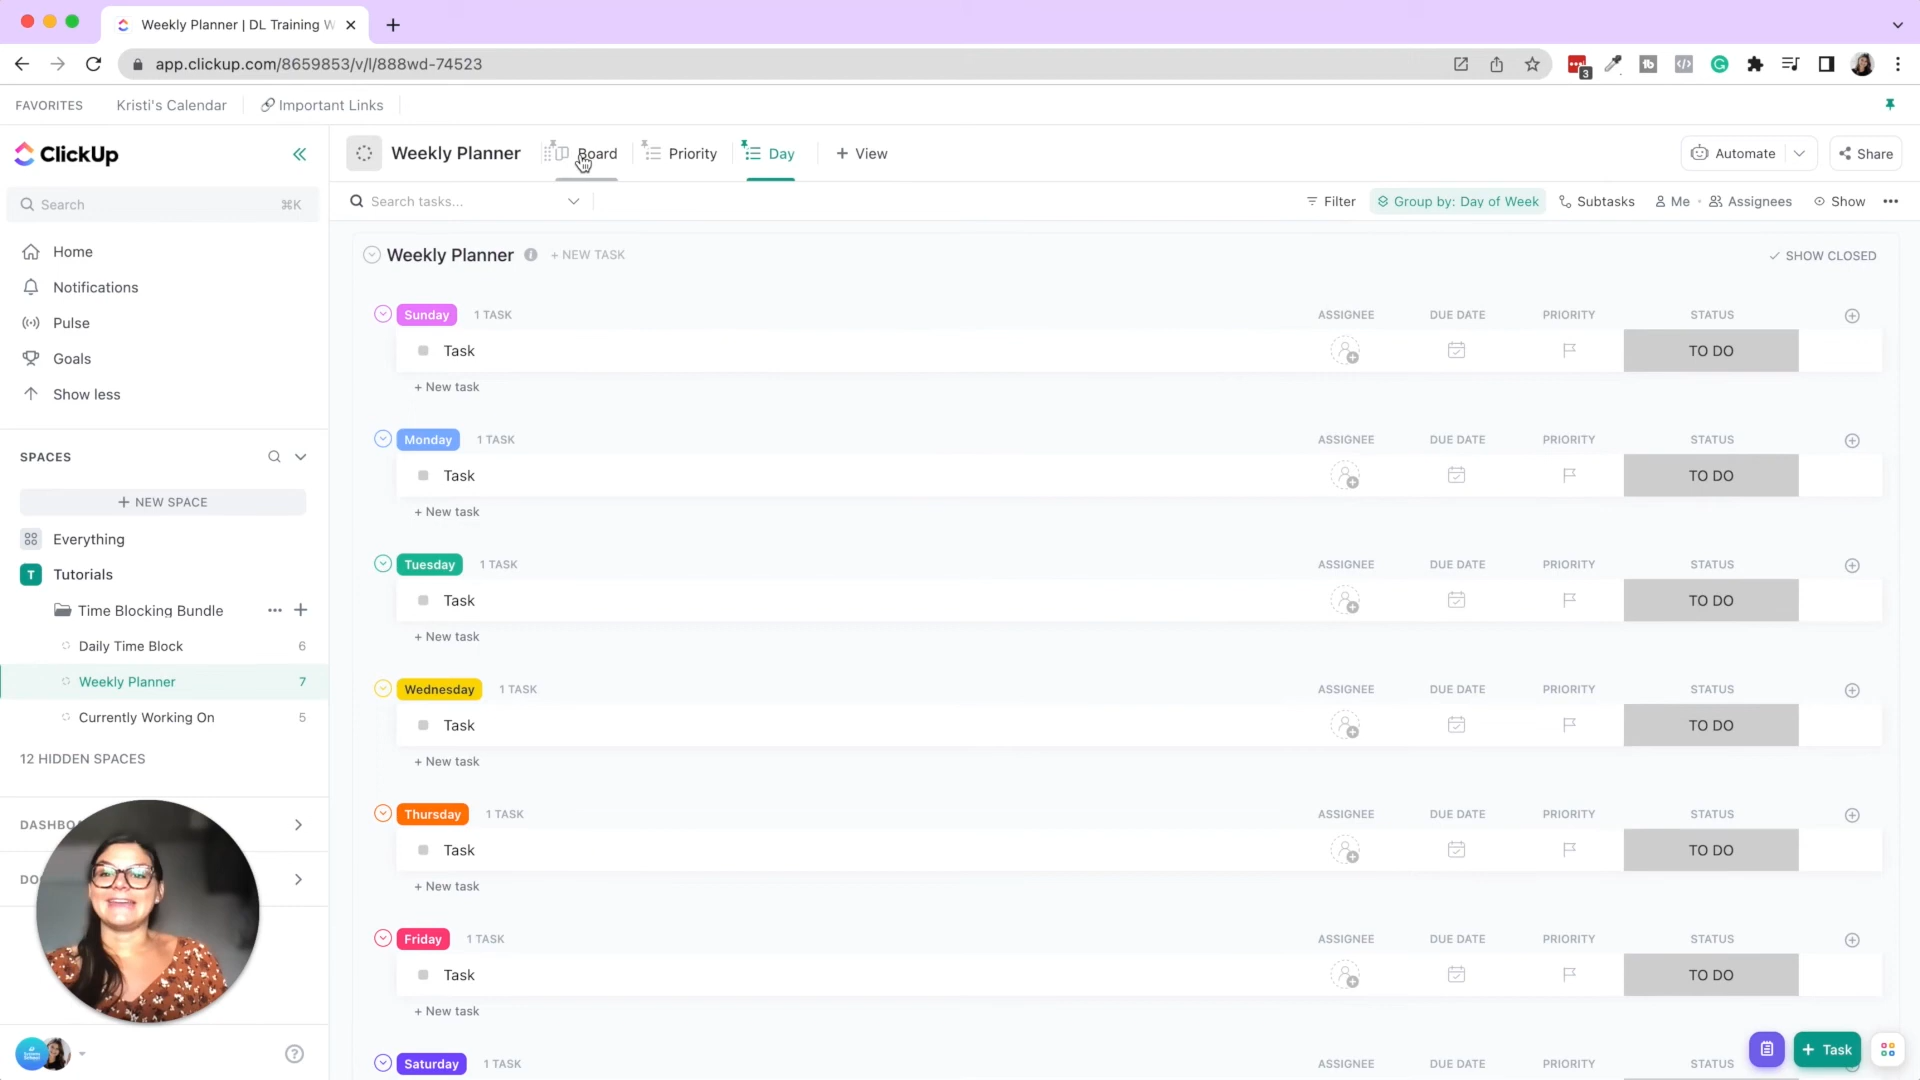 Weekly Planner | DL Training W
app.clickup.com/8659853/v/l/888wd-74523
3
FAVORITES
Kristi's Calendar
Important Links
ClickUp
Weekly Planner
Board
Priority
Day
+ View
Automate
Share
Search
⌘K
Search tasks...
Filter
Group by: Day of Week
Subtasks
Me
Assignees
Show
Home
Notifications
Pulse
Goals
Show less
SPACES
+ NEW SPACE
Everything
T
Tutorials
Time Blocking Bundle
Daily Time Block 6
Weekly Planner 7
Currently Working On 5
12 HIDDEN SPACES
Weekly Planner
+ NEW TASK
SHOW CLOSED
Sunday 1 TASK ASSIGNEE DUE DATE PRIORITY STATUS
Task TO DO
+ New task
Monday 1 TASK ASSIGNEE DUE DATE PRIORITY STATUS
Task TO DO
+ New task
Tuesday 1 TASK ASSIGNEE DUE DATE PRIORITY STATUS
Task TO DO
+ New task
Wednesday 1 TASK ASSIGNEE DUE DATE PRIORITY STATUS
Task TO DO
+ New task
Thursday 1 TASK ASSIGNEE DUE DATE PRIORITY STATUS
Task TO DO
+ New task
Friday 1 TASK ASSIGNEE DUE DATE PRIORITY STATUS
Task TO DO
+ New task
Saturday 1 TASK ASSIGNEE DUE DATE PRIORITY STATUS
DASHBO
DO
+ Task